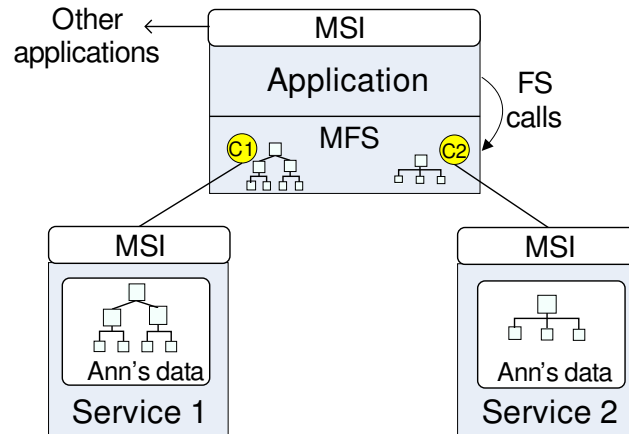 Other
applications
MSI
Application
FS
calls
MFS
C1
C2
MSI
MSI
Ann's data
Ann's data
Service 1
Service 2